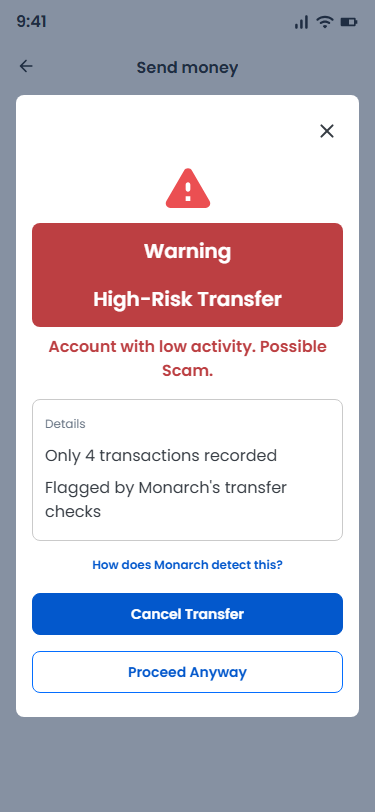 9:41
Send money
Warning
High-Risk Transfer
Account with low activity. Possible
Scam.
Details
Only 4 transactions recorded
Flagged by Monarch's transfer
checks
How does Monarch detect this?
Cancel Transfer
Proceed Anyway